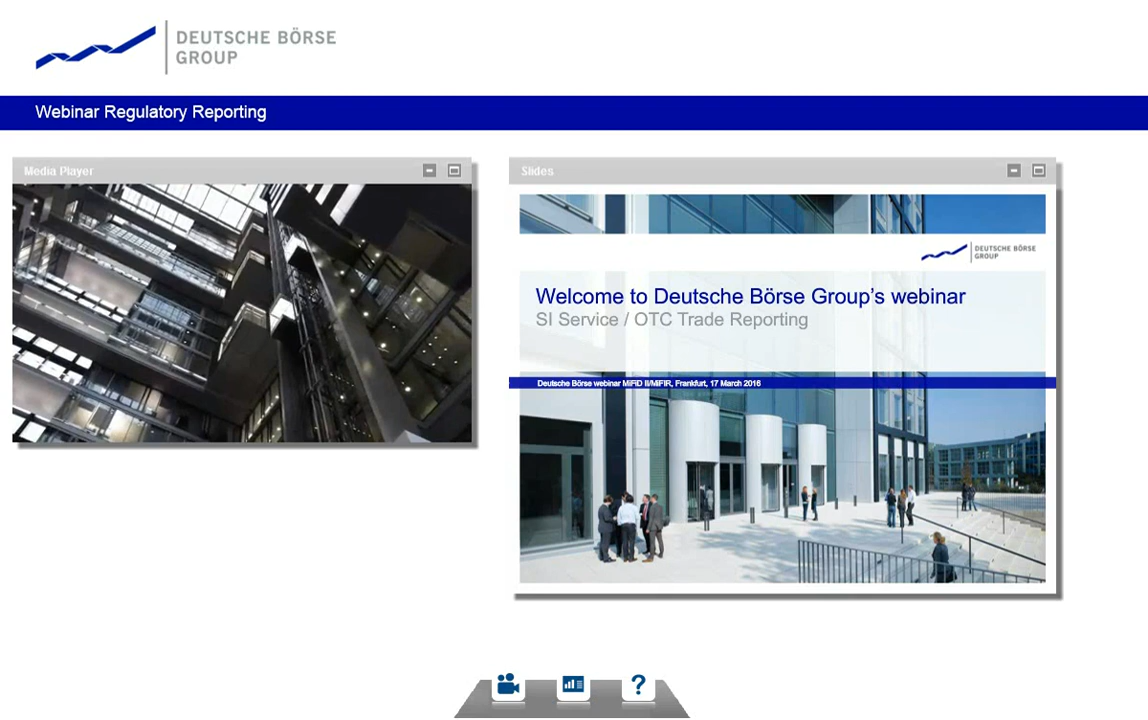 DEUTSCHE BÖRSE
GROUP
Webinar Regulatory Reporting
Media Player
Slides
DEUTSCHE BÖRSE
GROUP
Welcome to Deutsche Börse Group's webinar
SI Service / OTC Trade Reporting
Deutsche Börse webinar MiFiD II/MiFIR, Frankfurt, 17 March 2016
?